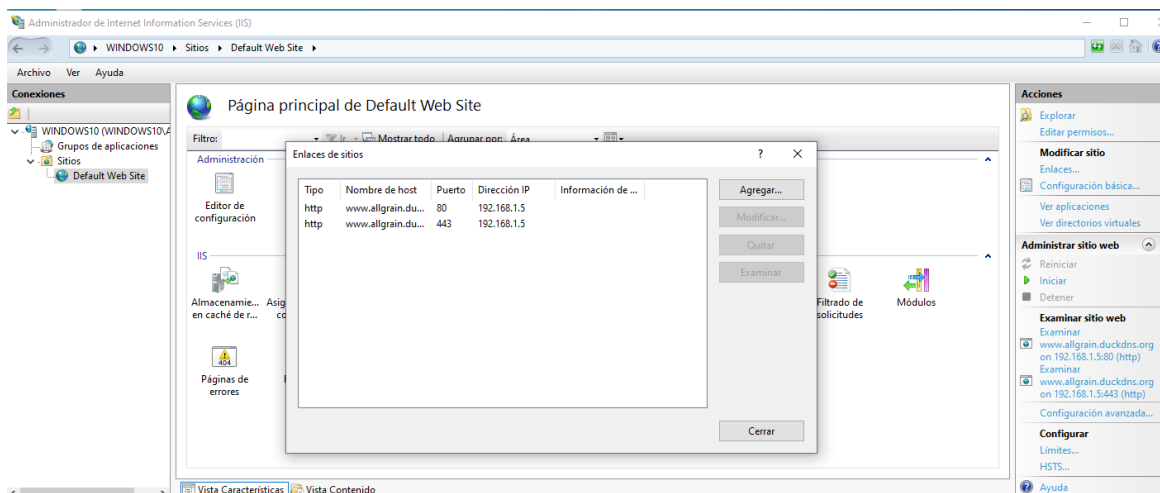 Administrador de Internet Information Services (IIS)
WINDOWS10 Sitios Default Web Site
Archivo Ver Ayuda
Conexiones
WINDOWS10 (WINDOWS10\A
Grupos de aplicaciones
Sitios
Default Web Site
Página principal de Default Web Site
Filtro: Ir Mostrar todo Agrupar por: Área
Administración
Editor de
configuración
IIS
Almacenamie...
en caché de r...
Asig
co
Filtrado de
solicitudes
Módulos
404
Páginas de
errores
Enlaces de sitios
Tipo Nombre de host Puerto Dirección IP Información de ...
http www.allgrain.du... 80 192.168.1.5
http www.allgrain.du... 443 192.168.1.5
Agregar...
Modificar...
Quitar
Examinar
Cerrar
Vista Características Vista Contenido
Acciones
Explorar
Editar permisos...
Modificar sitio
Enlaces...
Configuración básica...
Ver aplicaciones
Ver directorios virtuales
Administrar sitio web
Reiniciar
Iniciar
Detener
Examinar sitio web
Examinar
www.allgrain.duckdns.org
on 192.168.1.5:80 (http)
Examinar
www.allgrain.duckdns.org
on 192.168.1.5:443 (http)
Configuración avanzada...
Configurar
Límites...
HSTS...
Ayuda